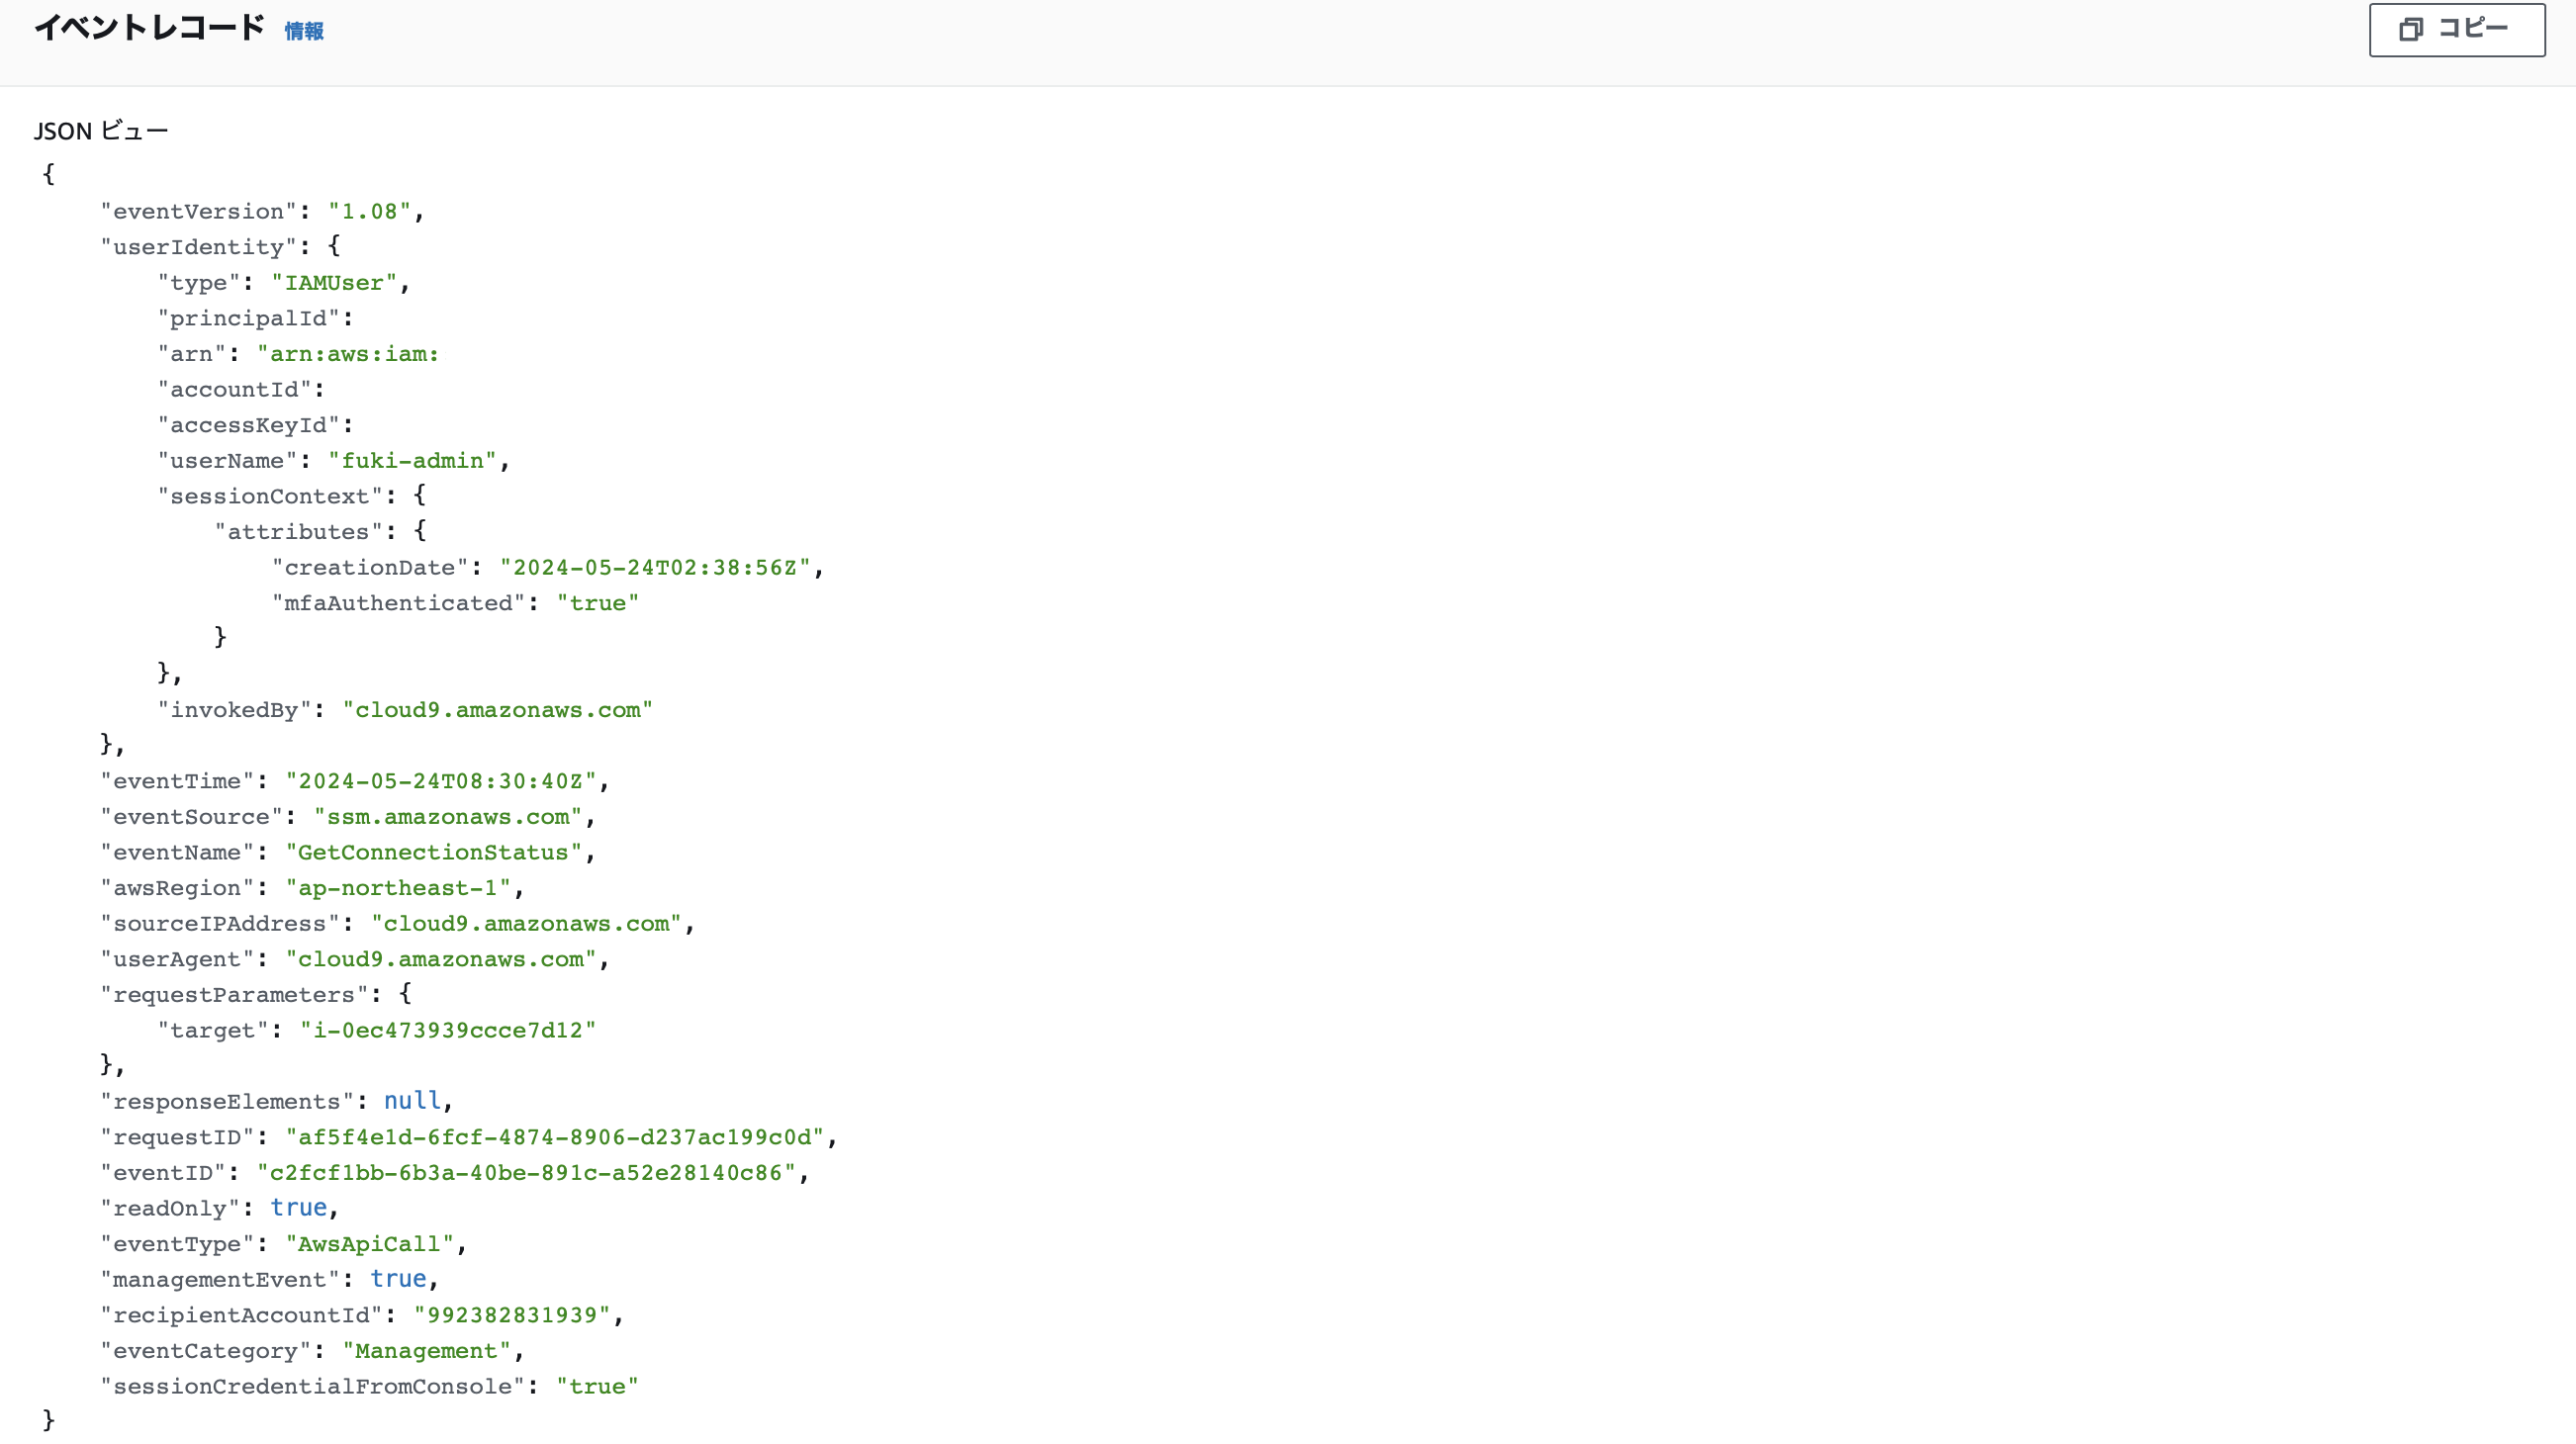 イベントレコード 情報
コピー
JSON ビュー
{
    "eventVersion": "1.08",
    "userIdentity": {
        "type": "IAMUser",
        "principalId":
        "arn": "arn:aws:iam:
        "accountId":
        "accessKeyId":
        "userName": "fuki-admin",
        "sessionContext": {
            "attributes": {
                "creationDate": "2024-05-24T02:38:56Z",
                "mfaAuthenticated": "true"
            }
        },
        "invokedBy": "cloud9.amazonaws.com"
    },
    "eventTime": "2024-05-24T08:30:40Z",
    "eventSource": "ssm.amazonaws.com",
    "eventName": "GetConnectionStatus",
    "awsRegion": "ap-northeast-1",
    "sourceIPAddress": "cloud9.amazonaws.com",
    "userAgent": "cloud9.amazonaws.com",
    "requestParameters": {
        "target": "i-0ec473939ccce7d12"
    },
    "responseElements": null,
    "requestID": "af5f4e1d-6fcf-4874-8906-d237ac199c0d",
    "eventID": "c2fcf1bb-6b3a-40be-891c-a52e28140c86",
    "readOnly": true,
    "eventType": "AwsApiCall",
    "managementEvent": true,
    "recipientAccountId": "992382831939",
    "eventCategory": "Management",
    "sessionCredentialFromConsole": "true"
}